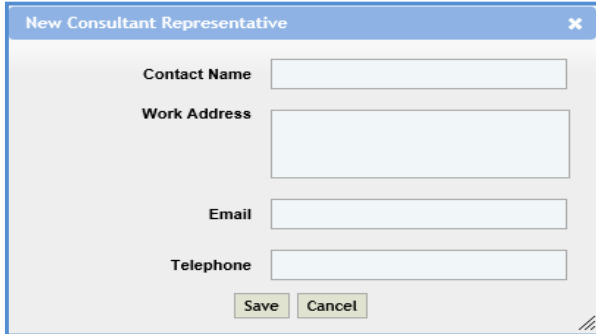 New Consultant Representative
Contact Name
Work Address
Email
Telephone
Save Cancel